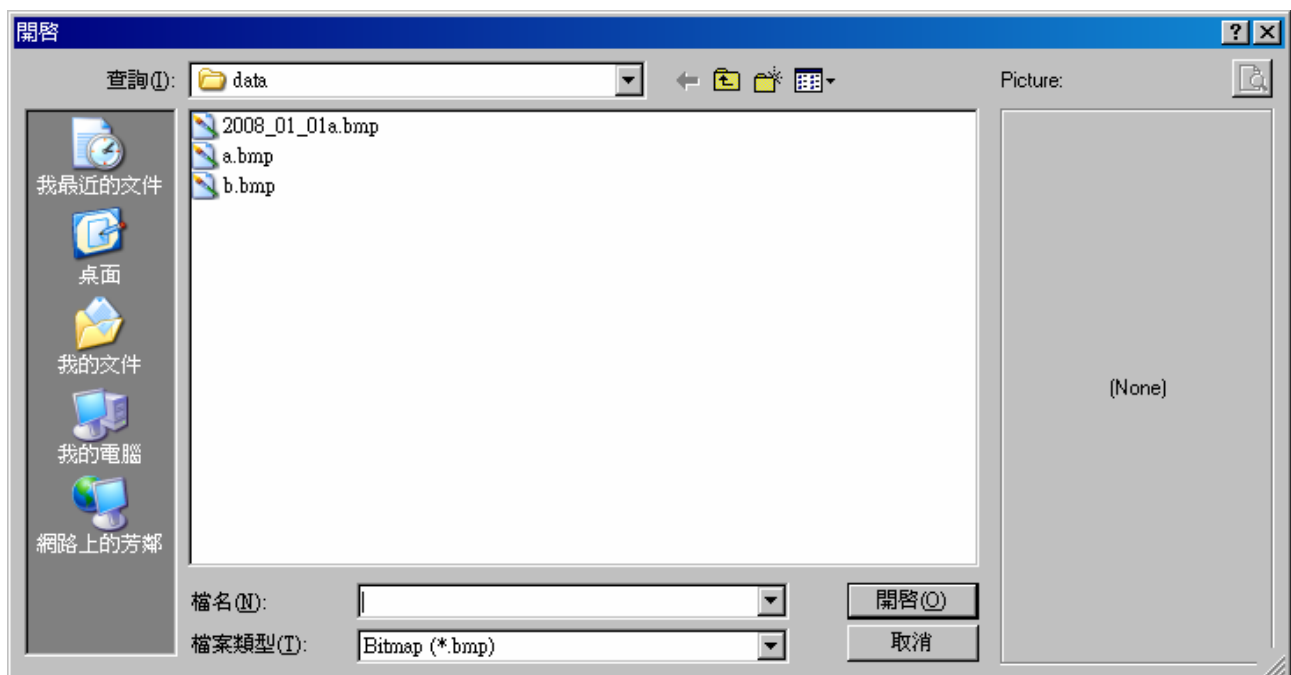 開啓
查詢(I):
data
Picture:
2008_01_01a.bmp
a.bmp
b.bmp
我最近的文件
桌面
我的文件
我的電腦
網路上的芳鄰
(None)
檔名(N):
開啓(O)
檔案類型(T):
Bitmap (*.bmp)
取消